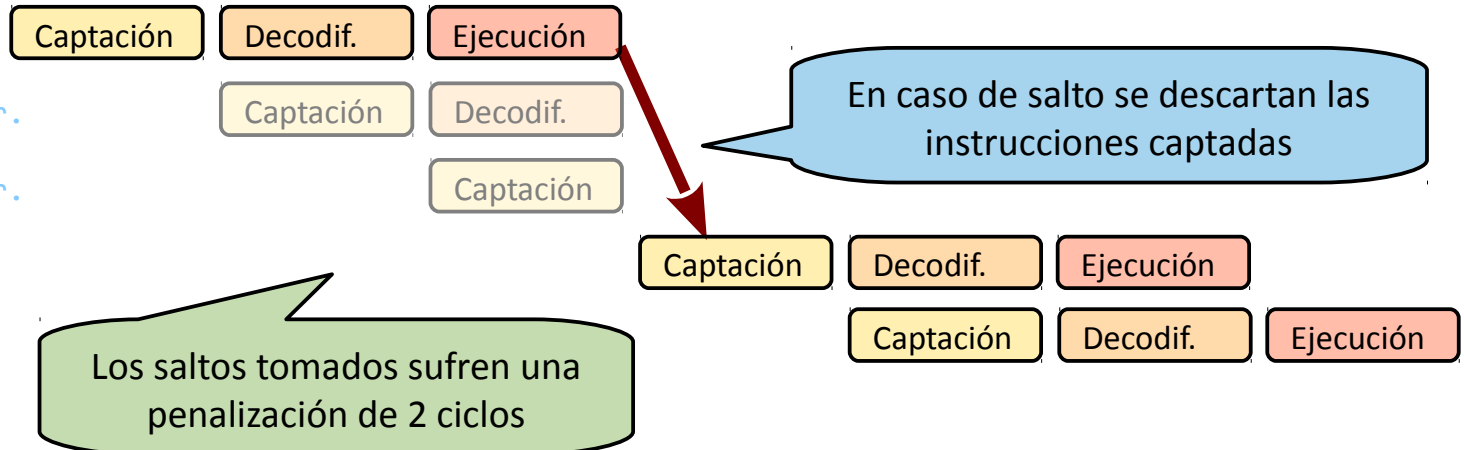 Captación Decodif. Ejecución
Captación Decodif.
Captación
En caso de salto se descartan las
instrucciones captadas
Captación Decodif. Ejecución
Captación Decodif. Ejecución
Los saltos tomados sufren una
penalización de 2 ciclos